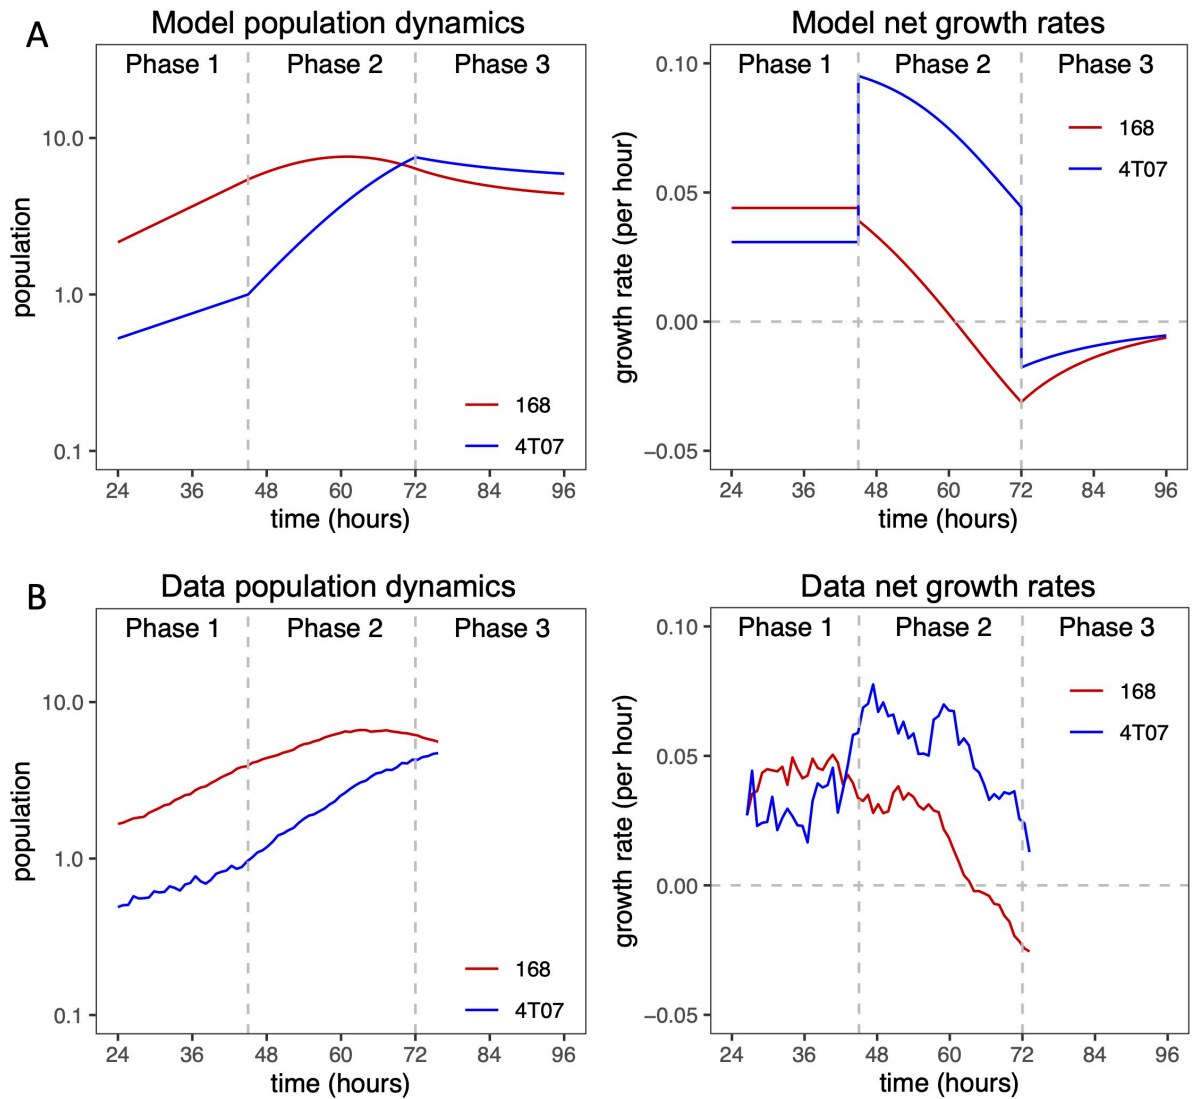 A
Model population dynamics
Phase 1 Phase 2 Phase 3
10.0
1.0
0.1
population
168
4T07
24 36 48 60 72 84 96
time (hours)
Model net growth rates
Phase 1 Phase 2 Phase 3
0.10
0.05
0.00
−0.05
growth rate (per hour)
168
4T07
24 36 48 60 72 84 96
time (hours)
B
Data population dynamics
Phase 1 Phase 2 Phase 3
10.0
1.0
0.1
population
168
4T07
24 36 48 60 72 84 96
time (hours)
Data net growth rates
Phase 1 Phase 2 Phase 3
0.10
0.05
0.00
−0.05
growth rate (per hour)
168
4T07
24 36 48 60 72 84 96
time (hours)